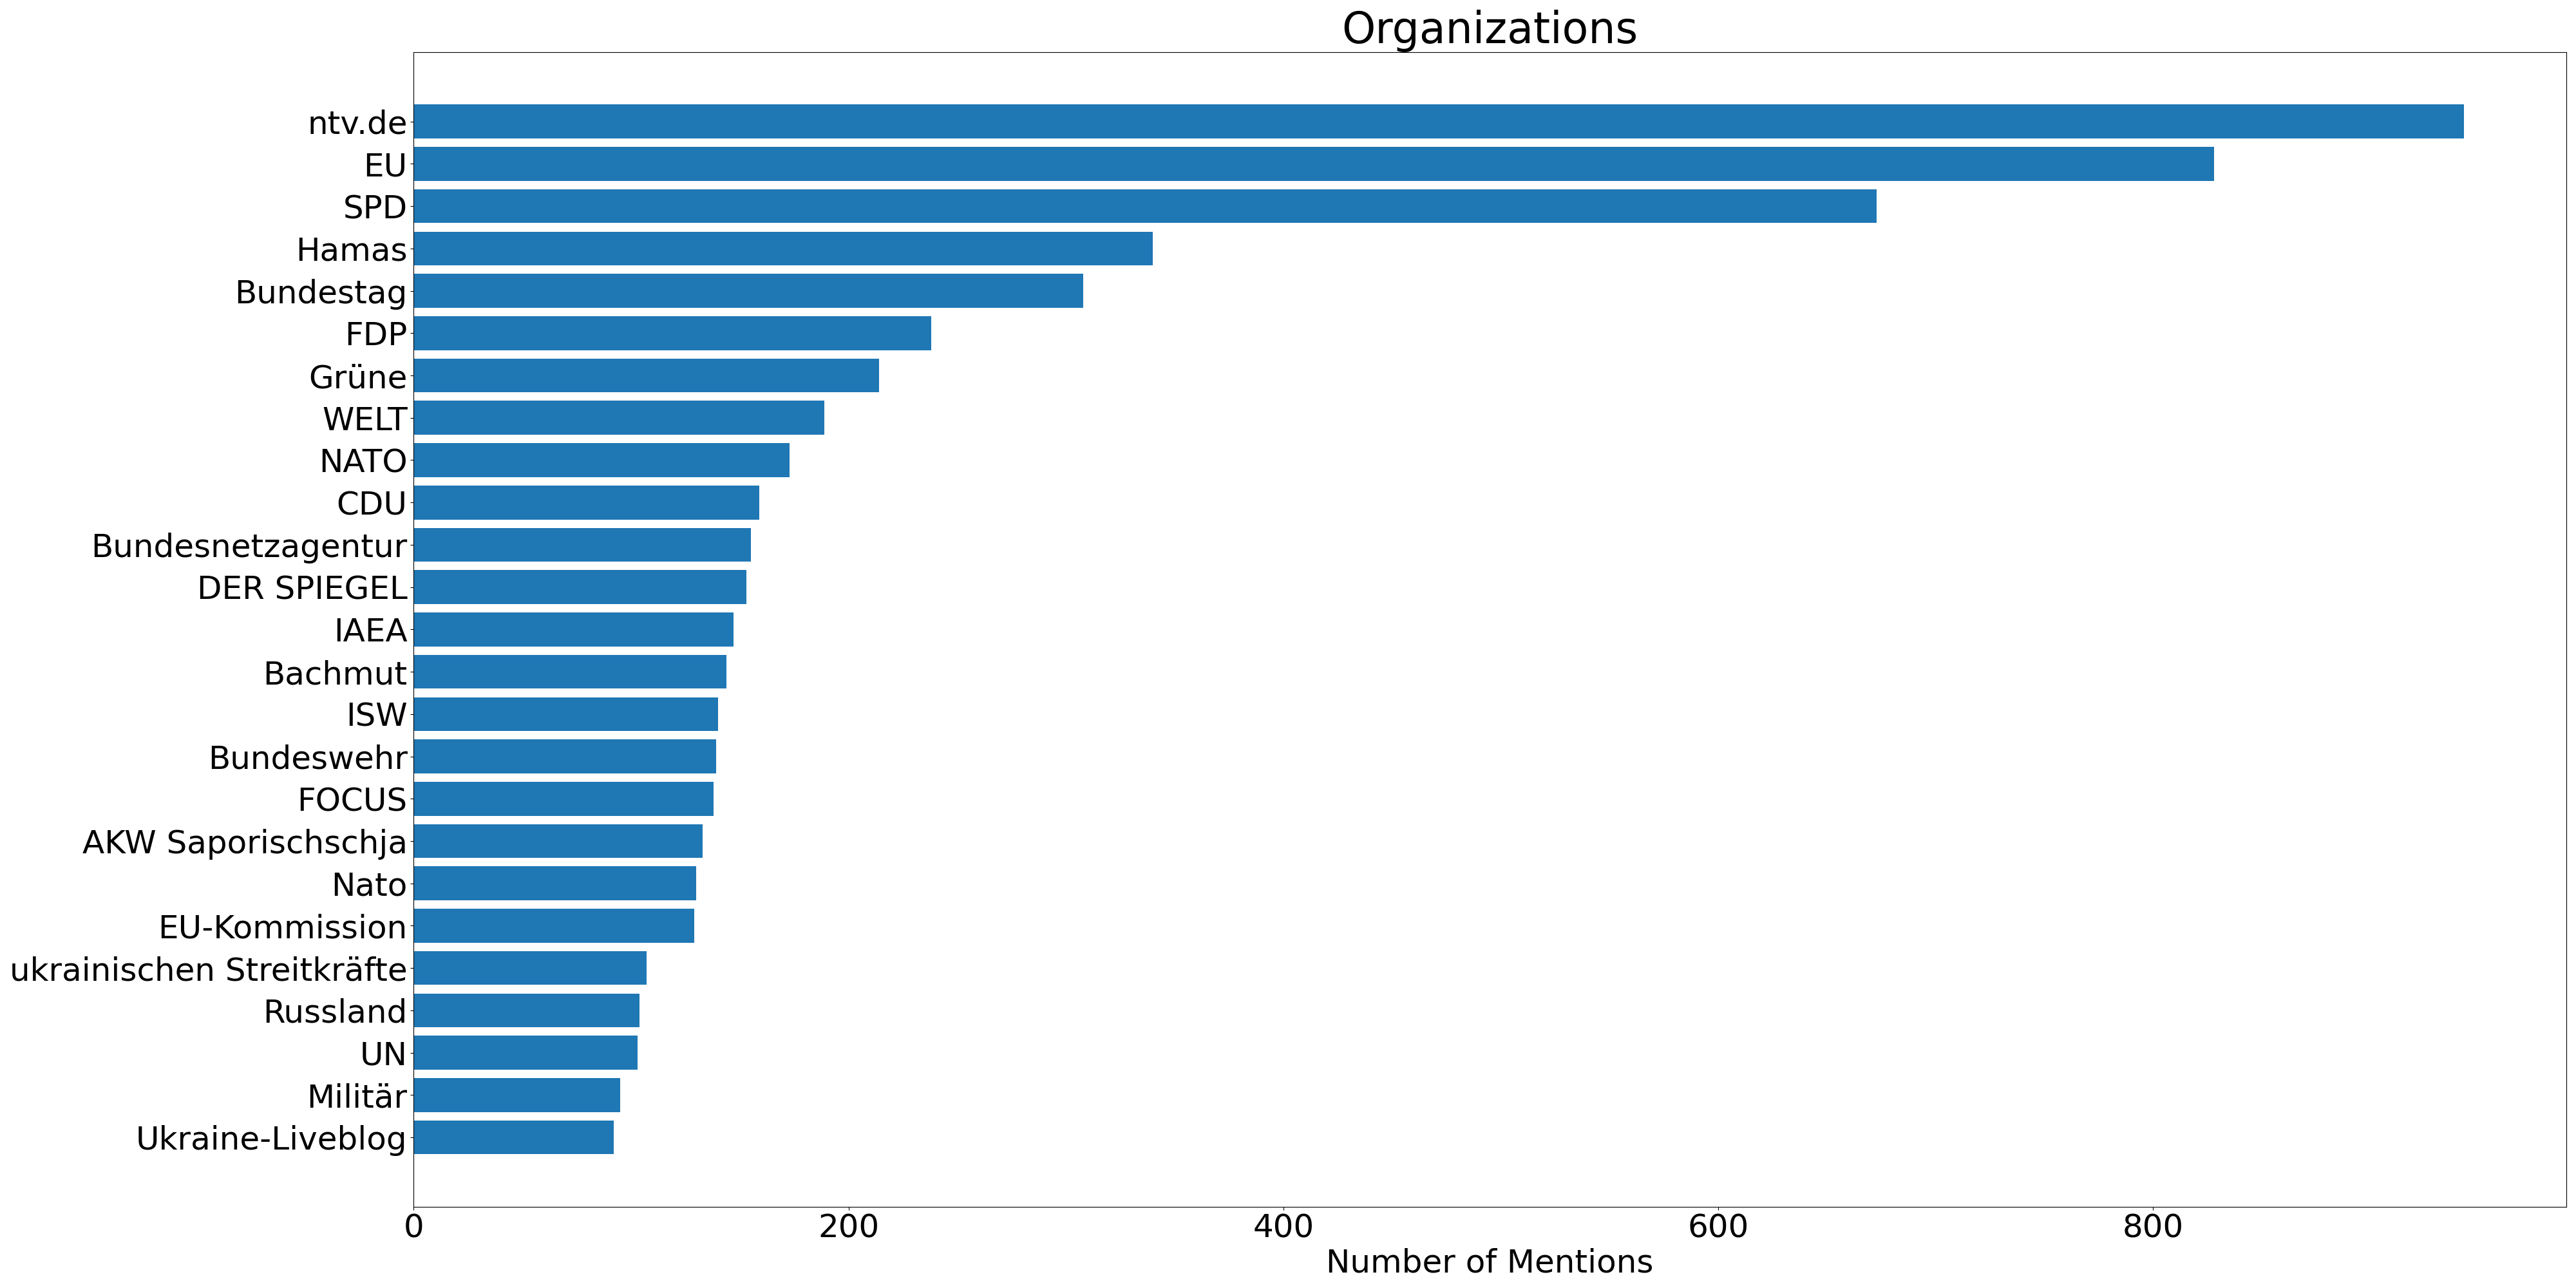 Organizations
ntv.de
EU
SPD
Hamas
Bundestag
FDP
Grüne
WELT
NATO
CDU
Bundesnetzagentur
DER SPIEGEL
IAEA
Bachmut
ISW
Bundeswehr
FOCUS
AKW Saporischschja
Nato
EU-Kommission
ukrainischen Streitkräfte
Russland
UN
Militär
Ukraine-Liveblog
0 200 400 600 800
Number of Mentions